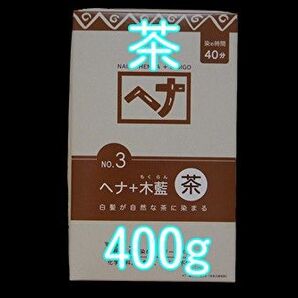 茶
染め時間
40分
ヘナ
NO.3
もくらん
ヘナ+木藍 茶
白髪が自然な茶に染まる
400g